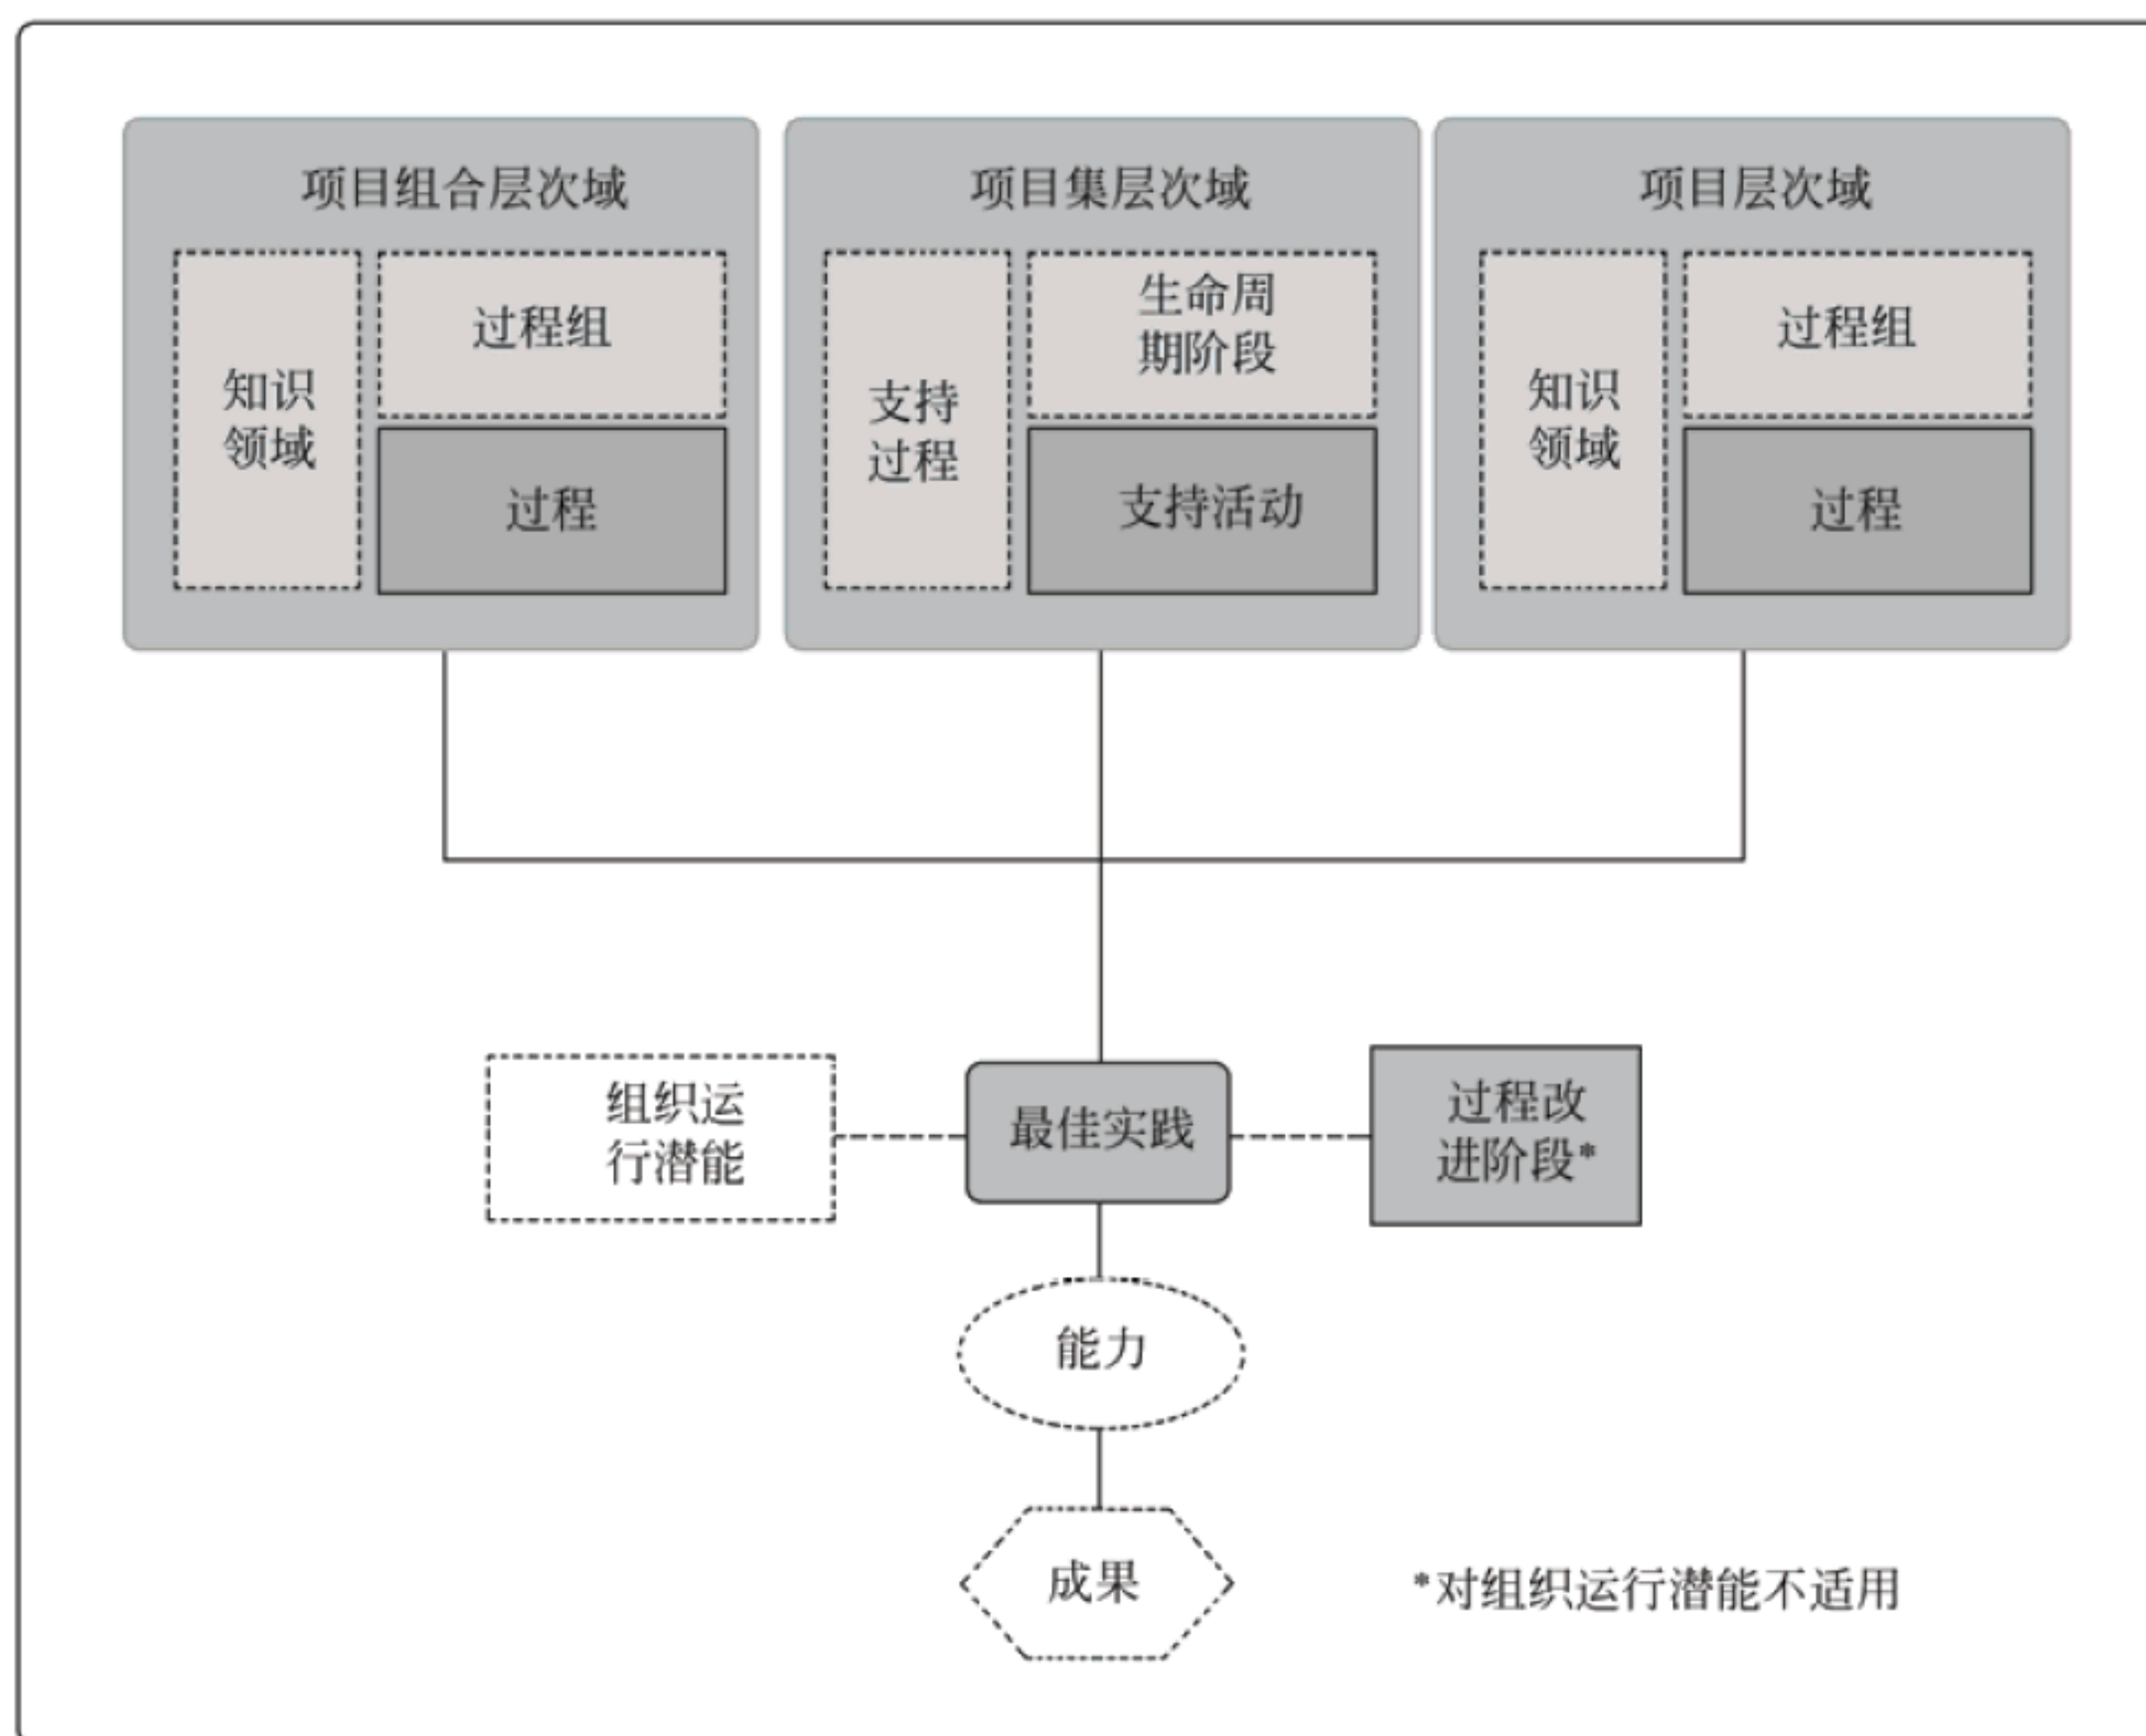 项目组合层次域
知识
领域
过程组
过程
项目集层次域
支持
过程
生命周
期阶段
支持活动
项目层次域
知识
领域
过程组
过程
组织运
行潜能
最佳实践
过程改
进阶段*
能力
成果
*对组织运行潜能不适用